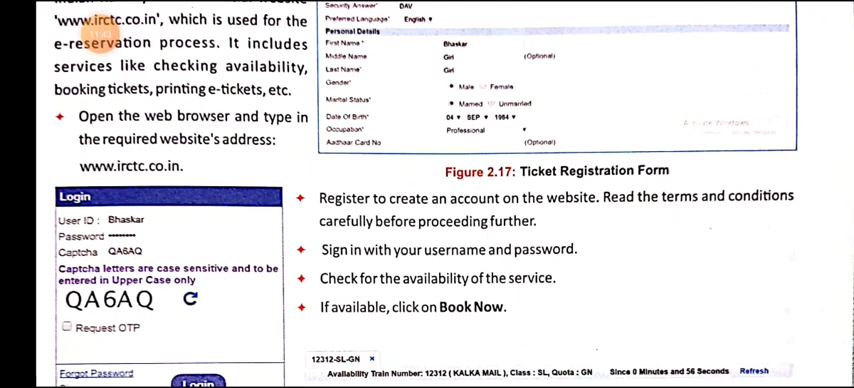 'www.irctc.co.in', which is used for the
e-reservation process. It includes
services like checking availability,
booking tickets, printing e-tickets, etc.
11:43
Open the web browser and type in
the required website's address:
www.irctc.co.in.
Security Answer* DAV
Preferred Language* English
Personal Details
First Name * Bhaskar
Middle Name Giri (Optional)
Last Name* Giri
Gender* Male Female
Marital Status* Married Unmarried
Date Of Birth* 04 SEP 1984
Occupation* Professional
Aadhaar Card No (Optional)
Activate Windows
Figure 2.17: Ticket Registration Form
Login
User ID : Bhaskar
Password ••••••••
Captcha QA6AQ
Captcha letters are case sensitive and to be
entered in Upper Case only
QA6AQ
Request OTP
Forgot Password
Login
Register to create an account on the website. Read the terms and conditions
carefully before proceeding further.
Sign in with your username and password.
Check for the availability of the service.
If available, click on Book Now.
12312-SL-GN ×
Availability Train Number: 12312 ( KALKA MAIL ), Class : SL, Quota : GN Since 0 Minutes and 56 Seconds Refresh